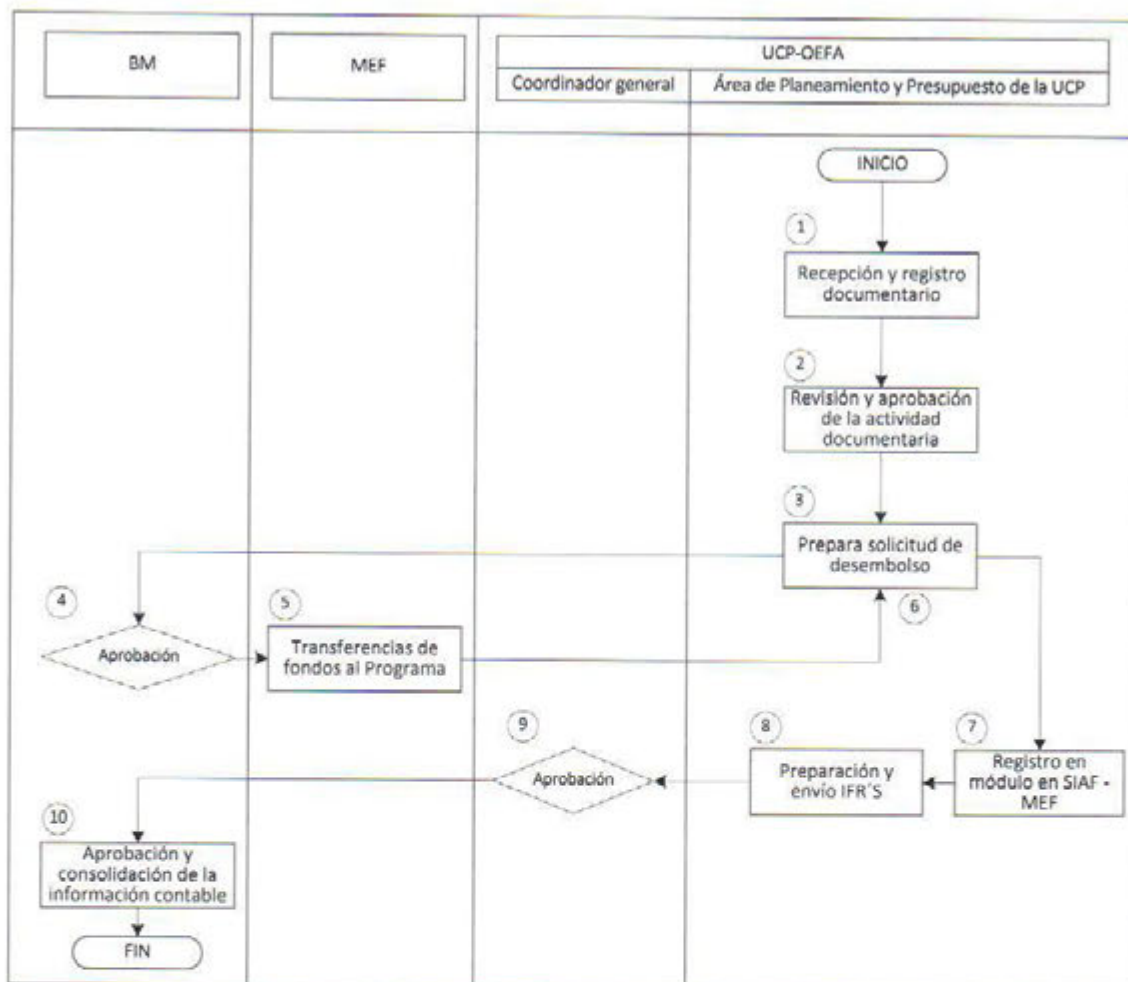 BM
MEF
UCP-OEFA
Coordinador general
Área de Planeamiento y Presupuesto de la UCP
INICIO
1
Recepción y registro
documentario
2
Revisión y aprobación
de la actividad
documentaria
3
Prepara solicitud de
desembolso
4
Aprobación
5
Transferencias de
fondos al Programa
6
7
Registro en
módulo en SIAF -
MEF
8
Preparación y
envío IFR´S
9
Aprobación
10
Aprobación y
consolidación de la
información contable
FIN